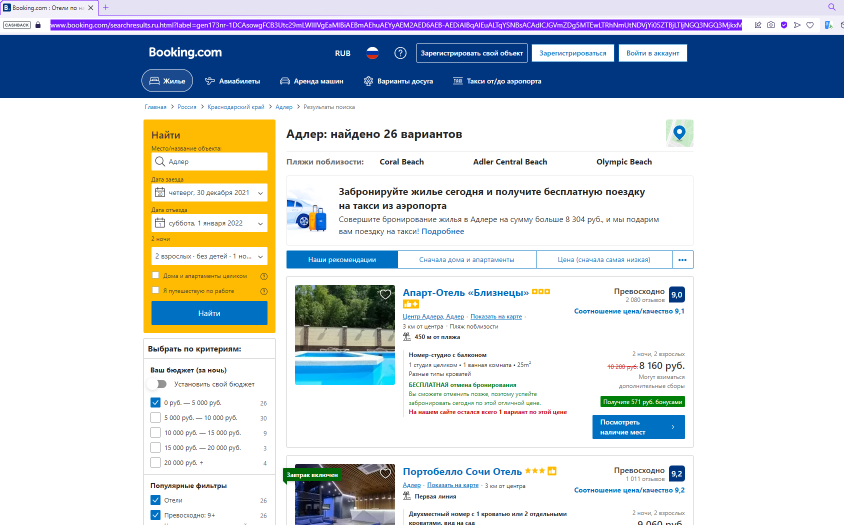 Booking.com : Отели по н
CASHBACK
Booking.com
RUB
Зарегистрировать свой объект
Зарегистрироваться
Войти в аккаунт
Жилье
Авиабилеты
Аренда машин
Варианты досуга
Такси от/до аэропорта
Главная > Россия > Краснодарский край > Адлер > Результаты поиска
Найти
Место/название объекта:
Адлер
Дата заезда
четверг, 30 декабря 2021
Дата отъезда
суббота, 1 января 2022
2 ночи
2 взрослых · без детей · 1 но...
Дома и апартаменты целиком
Я путешествую по работе
Найти
Выбрать по критериям:
Ваш бюджет (за ночь)
Установить свой бюджет
0 руб. — 5 000 руб. 26
5 000 руб. — 10 000 руб. 30
10 000 руб. — 15 000 руб. 9
15 000 руб. — 20 000 руб. 3
20 000 руб. + 4
Популярные фильтры
Отели 26
Превосходно: 9+ 26
Адлер: найдено 26 вариантов
Пляжи поблизости: Coral Beach Adler Central Beach Olympic Beach
Забронируйте жилье сегодня и получите бесплатную поездку
на такси из аэропорта
Совершите бронирование жилья в Адлере на сумму больше 8 304 руб., и мы подарим
вам поездку на такси! Подробнее
Наши рекомендации
Сначала дома и апартаменты
Цена (сначала самая низкая)
•••
Апарт-Отель «Близнецы»
Центр Адлера, Адлер · Показать на карте ·
3 км от центра · Пляж поблизости
450 м от пляжа
Превосходно 9,0
2 080 отзывов
Соотношение цена/качество 9,1
Номер-студио с балконом
1 студия целиком • 1 ванная комната • 25m²
Разные типы кроватей
БЕСПЛАТНАЯ отмена бронирования
Вы сможете отменить позже, поэтому успейте
забронировать сегодня по этой отличной цене.
На нашем сайте остался всего 1 вариант по этой цене
2 ночи, 2 взрослых
10 200 руб. 8 160 руб.
Могут взиматься
дополнительные сборы
Получите 571 руб. бонусами
Посмотреть
наличие мест
Завтрак включен
Портобелло Сочи Отель
Адлер · Показать на карте · 3 км от центра
Первая линия
Превосходно 9,2
1 011 отзывов
Соотношение цена/качество 9,2
Двухместный номер с 1 кроватью или 2 отдельными
кроватями, вид на сад
2 ночи, 2 взрослых
9 060 руб.